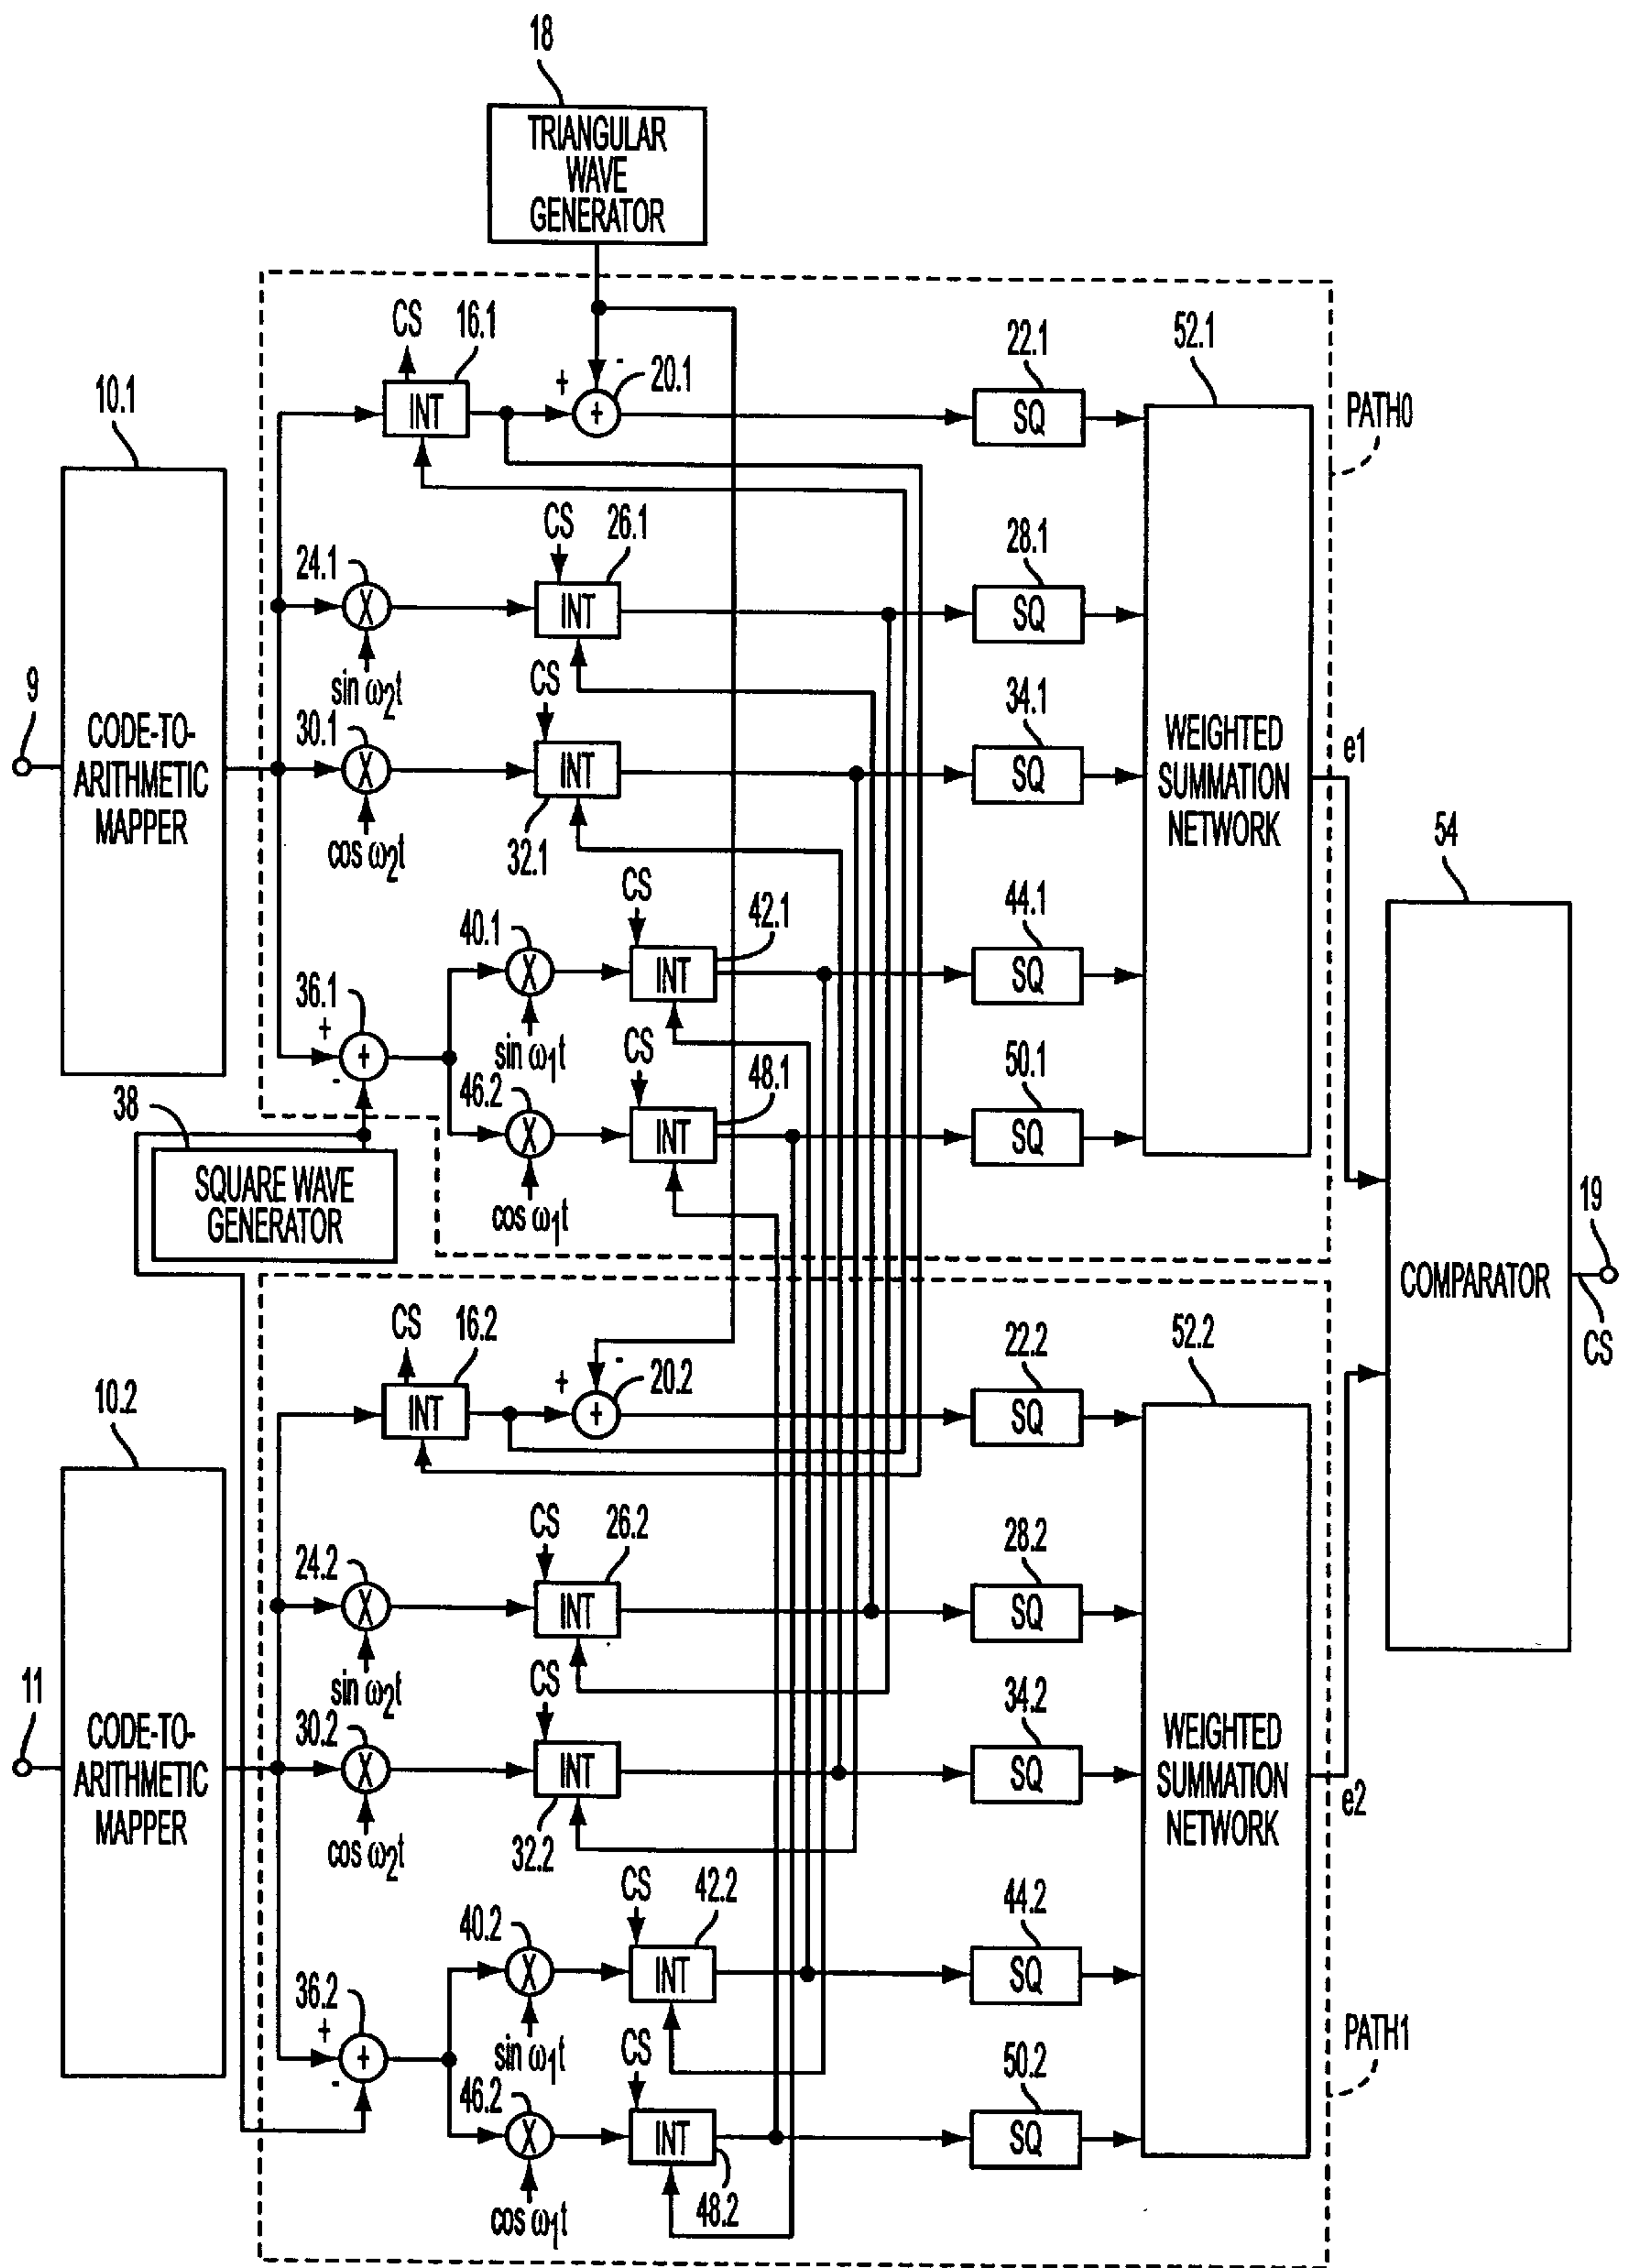 18
TRIANGULAR
WAVE
GENERATOR
CS
16.1
-
+
20.1
22.1
52.1
INT
+
SQ
PATH0
10.1
CS
26.1
28.1
24.1
X
INT
SQ
sin ω2t
CS
9
30.1
34.1
CODE-TO-
ARITHMETIC
MAPPER
X
INT
SQ
WEIGHTED
SUMMATION
NETWORK
e1
cos ω2t
32.1
54
CS
42.1
44.1
40.1
X
INT
SQ
36.1
+
+
-
sin ω1t
CS
48.1
50.1
38
46.2
X
INT
SQ
SQUARE WAVE
GENERATOR
cos ω1t
19
COMPARATOR
CS
CS
16.2
-
+
20.2
22.2
52.2
INT
+
SQ
10.2
CS
26.2
28.2
24.2
X
INT
SQ
sin ω2t
CS
11
30.2
34.2
CODE-TO-
ARITHMETIC
MAPPER
X
INT
SQ
WEIGHTED
SUMMATION
NETWORK
e2
cos ω2t
32.2
CS
42.2
44.2
40.2
X
INT
SQ
36.2
+
+
-
sin ω1t
CS
PATH1
50.2
46.2
X
INT
SQ
48.2
cos ω1t